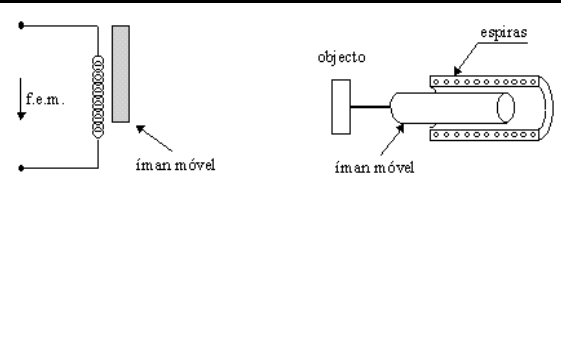 f.e.m.
íman móvel
espiras
objecto
íman móvel